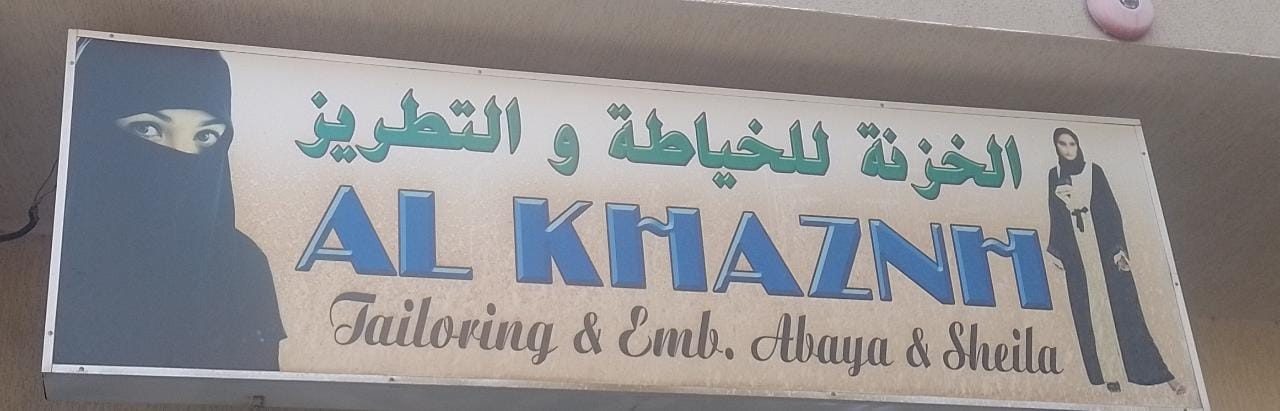 الخزنة للخياطة و التطريز
AL KHAZNH
Tailoring & Emb. Abaya & Sheila